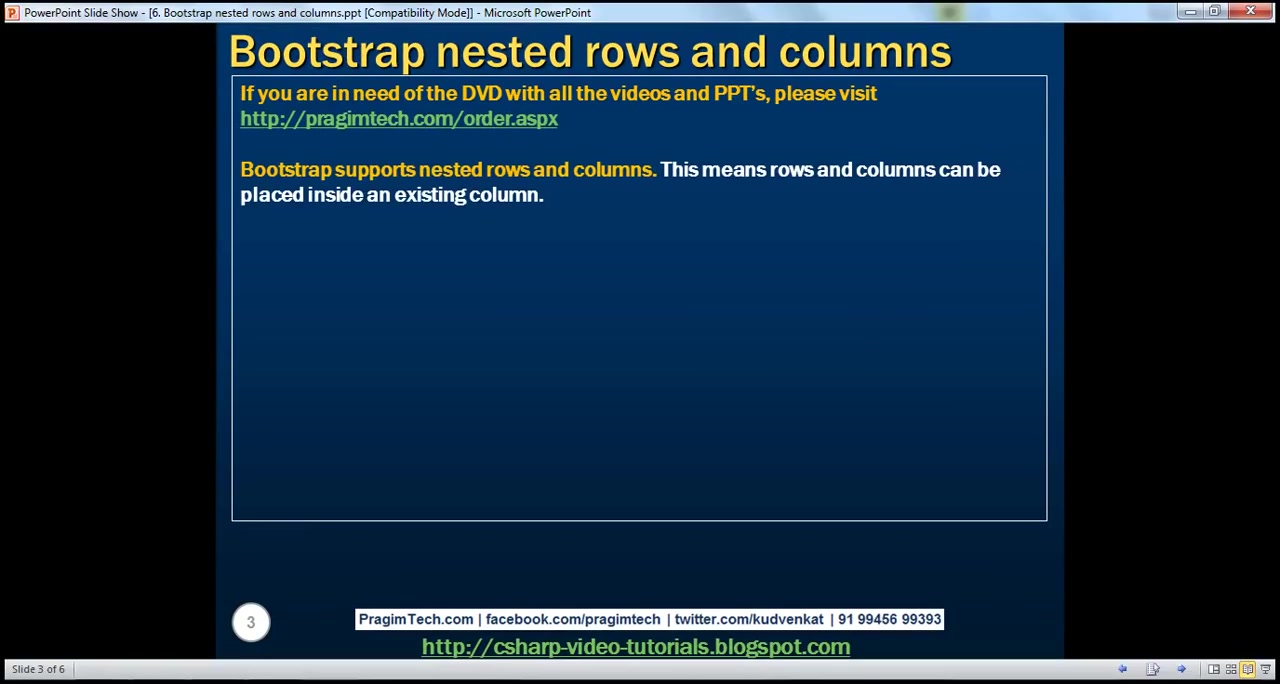 PowerPoint Slide Show - [6. Bootstrap nested rows and columns.ppt [Compatibility Mode]] - Microsoft PowerPoint
Bootstrap nested rows and columns
If you are in need of the DVD with all the videos and PPT’s, please visit
http://pragimtech.com/order.aspx
Bootstrap supports nested rows and columns. This means rows and columns can be
placed inside an existing column.
3
PragimTech.com | facebook.com/pragimtech | twitter.com/kudvenkat | 91 99456 99393
http://csharp-video-tutorials.blogspot.com
Slide 3 of 6